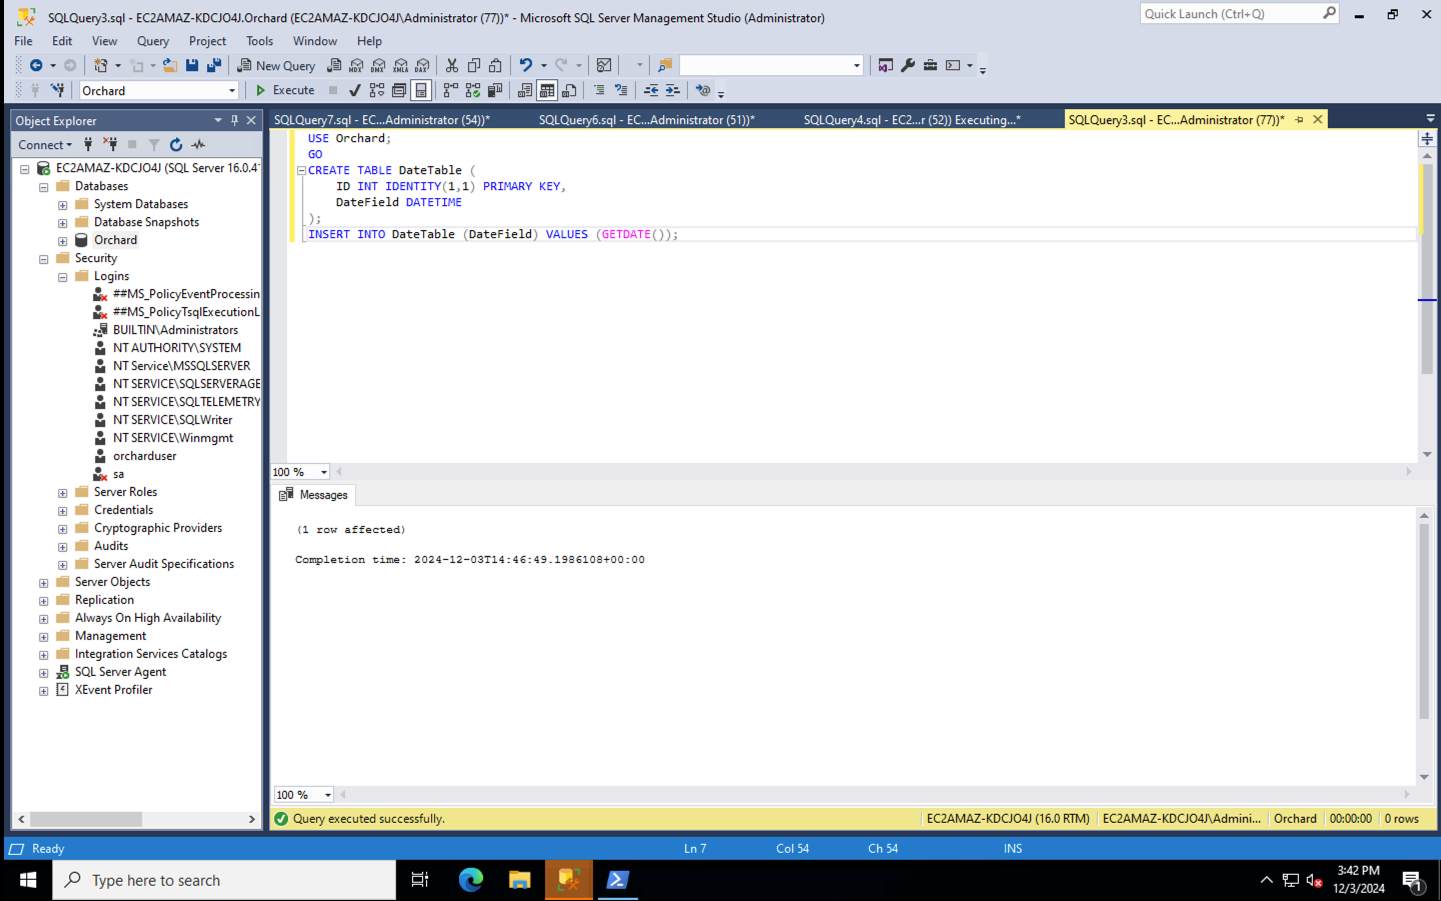 SQLQuery3.sql - EC2AMAZ-KDCJO4J.Orchard (EC2AMAZ-KDCJO4J\Administrator (77))* - Microsoft SQL Server Management Studio (Administrator)
Quick Launch (Ctrl+Q)
File Edit View Query Project Tools Window Help
New Query
MDX DMX XMLA DAX
Orchard
Execute
Object Explorer
SQLQuery7.sql - EC...Administrator (54))* SQLQuery6.sql - EC...Administrator (51))* SQLQuery4.sql - EC2...r (52)) Executing...* SQLQuery3.sql - EC...Administrator (77))*
Connect
EC2AMAZ-KDCJO4J (SQL Server 16.0.4
Databases
System Databases
Database Snapshots
Orchard
Security
Logins
##MS_PolicyEventProcessin
##MS_PolicyTsqlExecutionL
BUILTIN\Administrators
NT AUTHORITY\SYSTEM
NT Service\MSSQLSERVER
NT SERVICE\SQLSERVERAGE
NT SERVICE\SQLTELEMETRY
NT SERVICE\SQLWriter
NT SERVICE\Winmgmt
orcharduser
sa
Server Roles
Credentials
Cryptographic Providers
Audits
Server Audit Specifications
Server Objects
Replication
Always On High Availability
Management
Integration Services Catalogs
SQL Server Agent
XEvent Profiler
USE Orchard;
GO
CREATE TABLE DateTable (
ID INT IDENTITY(1,1) PRIMARY KEY,
DateField DATETIME
);
INSERT INTO DateTable (DateField) VALUES (GETDATE());
100 %
Messages
(1 row affected)
Completion time: 2024-12-03T14:46:49.1986108+00:00
100 %
Query executed successfully. EC2AMAZ-KDCJO4J (16.0 RTM) EC2AMAZ-KDCJO4J\Admini... Orchard 00:00:00 0 rows
Ready Ln 7 Col 54 Ch 54 INS
Type here to search
3:42 PM
12/3/2024
1